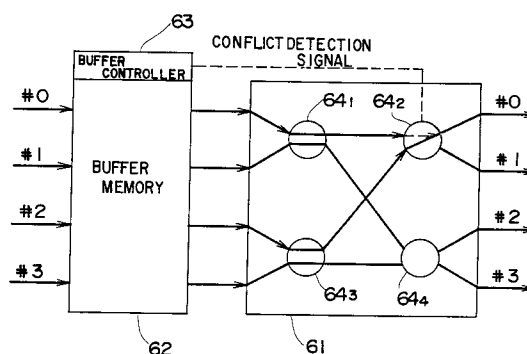 63
CONFLICT DETECTION
SIGNAL
BUFFER
CONTROLLER
#0
#1
#2
#3
BUFFER
MEMORY
641
642
643
644
#0
#1
#2
#3
62
61